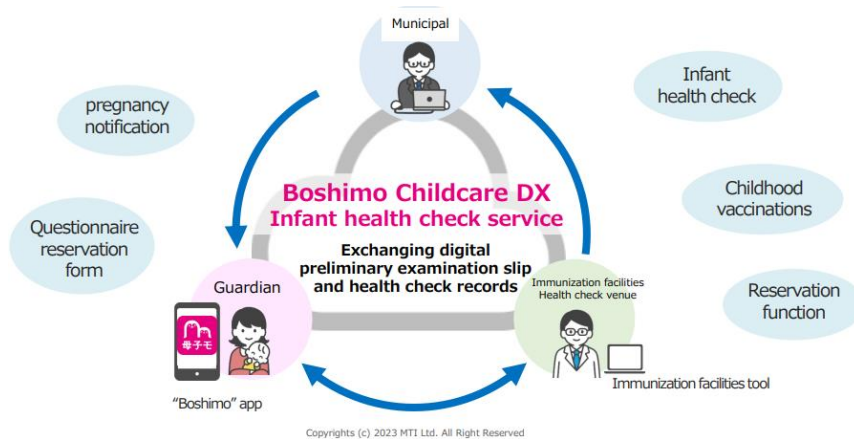 Municipal
pregnancy
notification
Infant
health check
Boshimo Childcare DX
Infant health check service
Childhood
vaccinations
Questionnaire
reservation
form
Exchanging digital
preliminary examination slip
and health check records
Guardian
Immunization facilities
Health check venue
Reservation
function
母子モ
Immunization facilities tool
“Boshimo” app
Copyrights (c) 2023 MTI Ltd. All Right Reserved